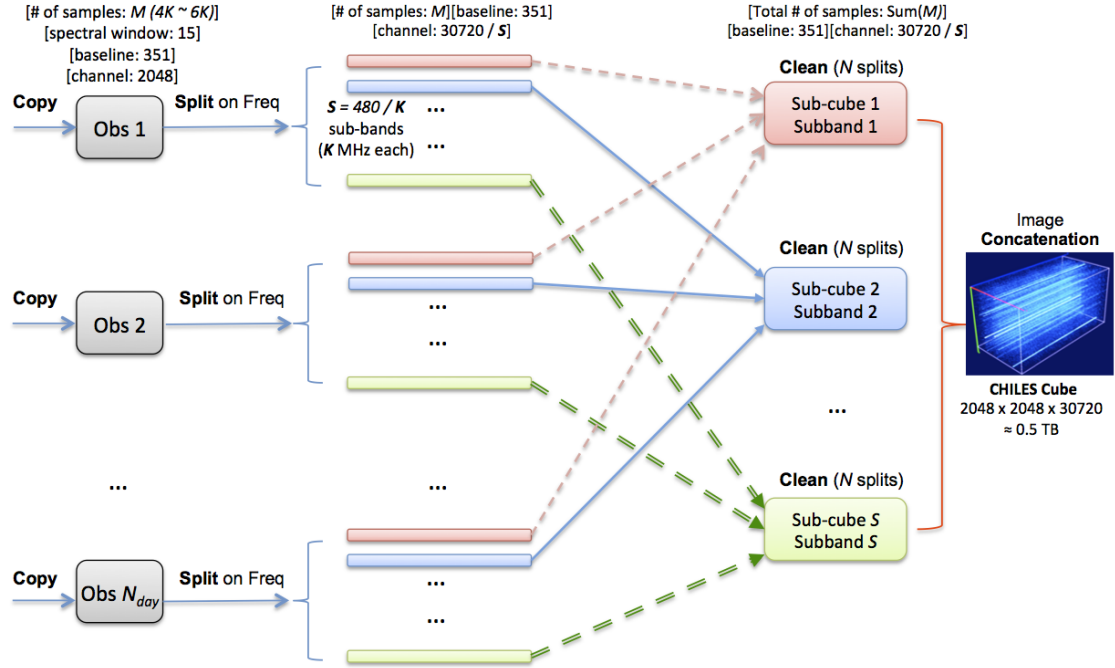 [# of samples: M (4K ~ 6K)]
[spectral window: 15]
[baseline: 351]
[channel: 2048]
[# of samples: M][baseline: 351]
[channel: 30720 / S]
[Total # of samples: Sum(M)]
[baseline: 351][channel: 30720 / S]
Copy
Obs 1
Split on Freq
S = 480 / K
sub-bands
(K MHz each)
...
...
Clean (N splits)
Sub-cube 1
Subband 1
Copy
Obs 2
Split on Freq
...
...
Clean (N splits)
Sub-cube 2
Subband 2
Image
Concatenation
CHILES Cube
2048 x 2048 x 30720
≈ 0.5 TB
...
...
...
Clean (N splits)
Sub-cube S
Subband S
Copy
Obs Nday
Split on Freq
...
...